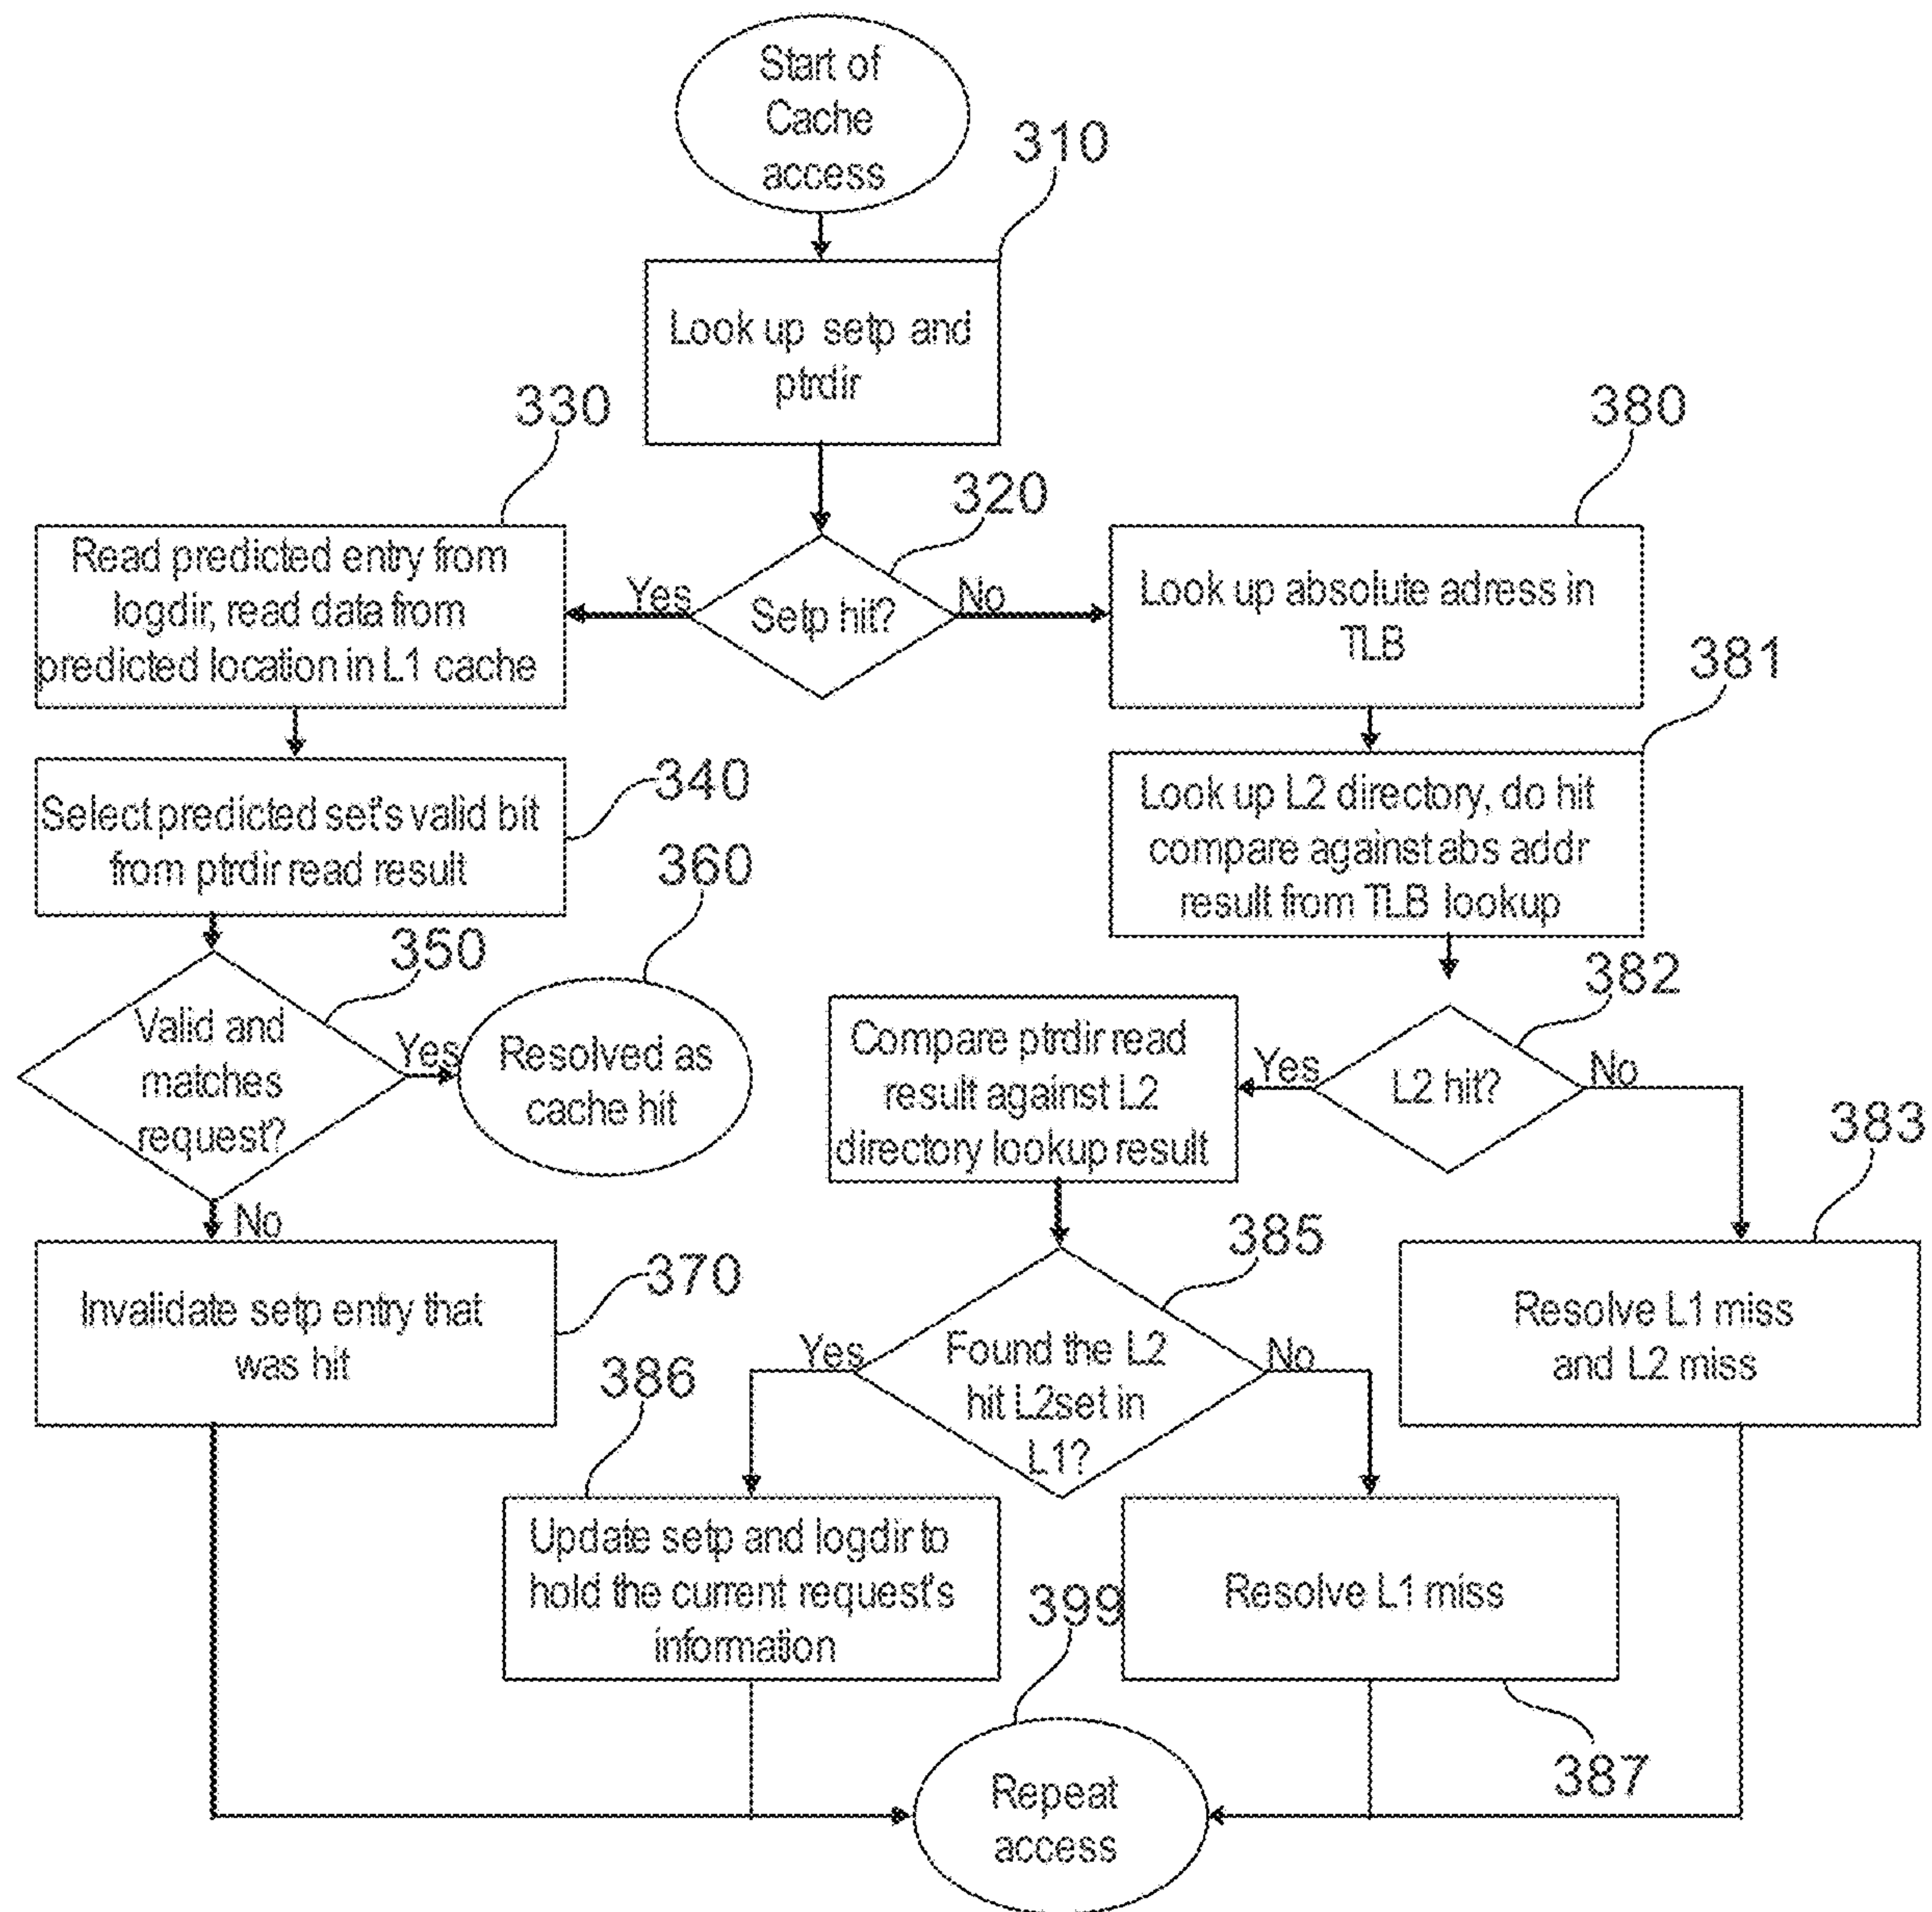 Start of
Cache
access
310
Look up setp and
ptrdir
330
320
380
Read predicted entry from
logdir, read data from
predicted location in L1 cache
Yes
Setp hit?
No
Look up absolute adress in
TLB
381
Select predicted set's valid bit
from ptrdir read result
340
Look up L2 directory, do hit
compare against abs addr
result from TLB lookup
360
350
382
Valid and
matches
request?
Yes
Resolved as
cache hit
Compare ptrdir read
result against L2
directory lookup result
Yes
L2 hit?
No
383
No
Invalidate setp entry that
was hit
370
385
Resolve L1 miss
and L2 miss
Yes
Found the L2
hit L2set in
L1?
No
386
Update setp and logdir to
hold the current request's
information
399
Resolve L1 miss
387
Repeat
access